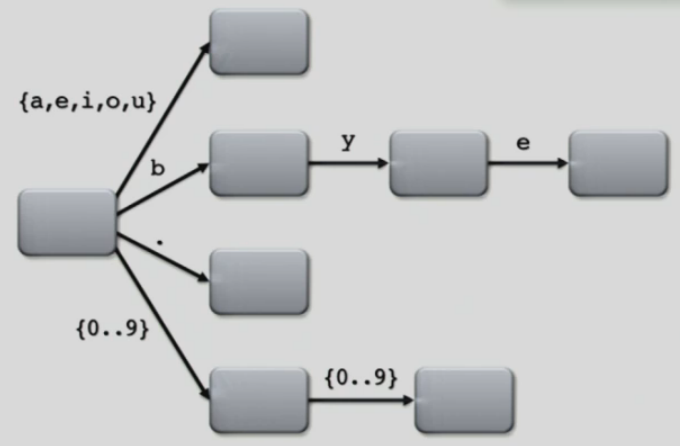 {a,e,i,o,u}
b
y
e
.
{0..9}
{0..9}